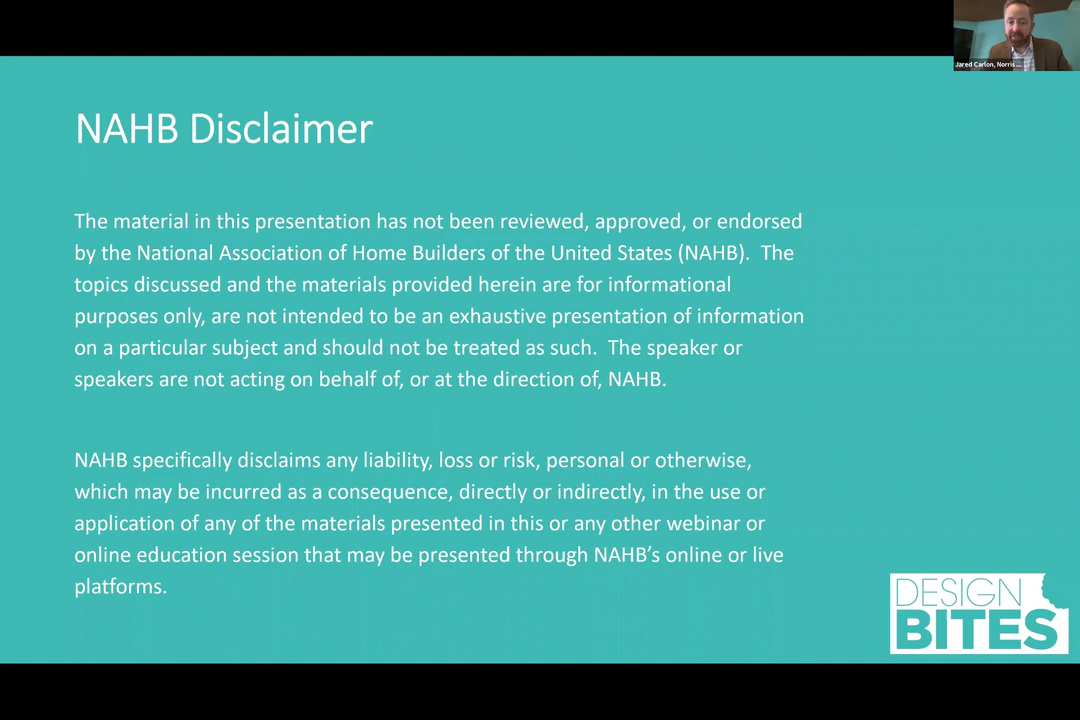 Jared Carlon, Norris ...
NAHB Disclaimer
The material in this presentation has not been reviewed, approved, or endorsed
by the National Association of Home Builders of the United States (NAHB).  The
topics discussed and the materials provided herein are for informational
purposes only, are not intended to be an exhaustive presentation of information
on a particular subject and should not be treated as such.  The speaker or
speakers are not acting on behalf of, or at the direction of, NAHB.
NAHB specifically disclaims any liability, loss or risk, personal or otherwise,
which may be incurred as a consequence, directly or indirectly, in the use or
application of any of the materials presented in this or any other webinar or
online education session that may be presented through NAHB’s online or live
platforms.
DESIGN
BITES